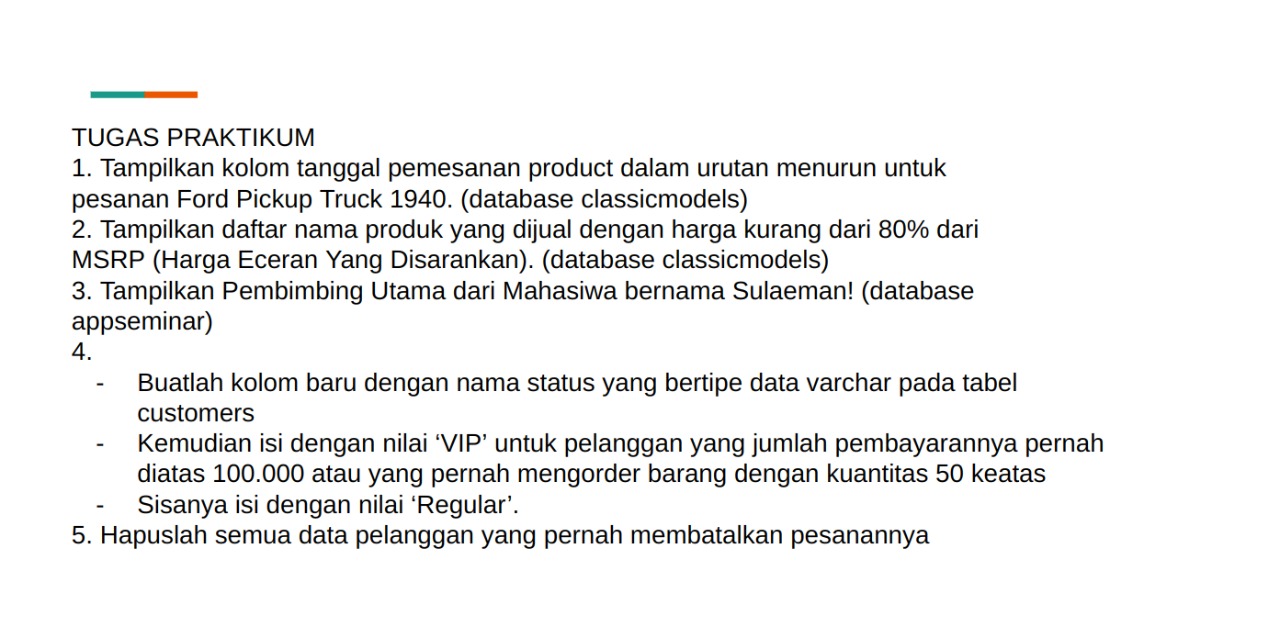 TUGAS PRAKTIKUM
1. Tampilkan kolom tanggal pemesanan product dalam urutan menurun untuk
pesanan Ford Pickup Truck 1940. (database classicmodels)
2. Tampilkan daftar nama produk yang dijual dengan harga kurang dari 80% dari
MSRP (Harga Eceran Yang Disarankan). (database classicmodels)
3. Tampilkan Pembimbing Utama dari Mahasiwa bernama Sulaeman! (database
appseminar)
4.
- Buatlah kolom baru dengan nama status yang bertipe data varchar pada tabel
customers
- Kemudian isi dengan nilai ‘VIP’ untuk pelanggan yang jumlah pembayarannya pernah
diatas 100.000 atau yang pernah mengorder barang dengan kuantitas 50 keatas
- Sisanya isi dengan nilai ‘Regular’.
5. Hapuslah semua data pelanggan yang pernah membatalkan pesanannya